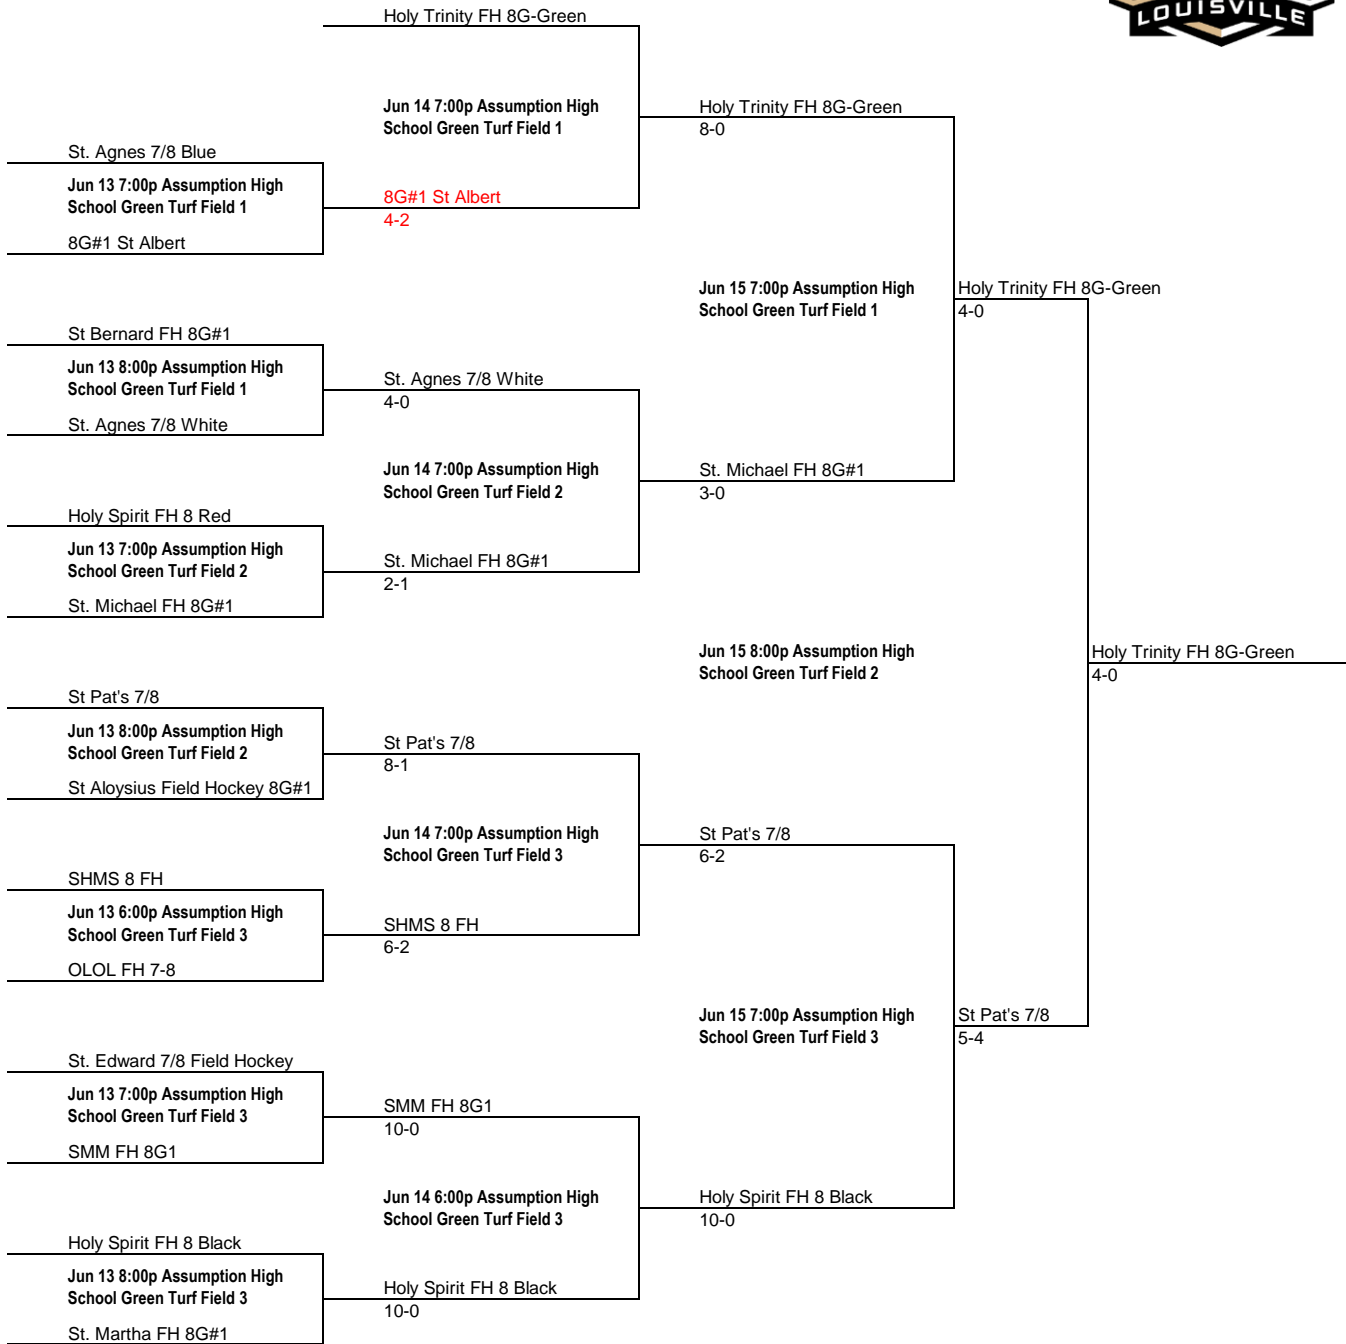 LOUISVILLE
Holy Trinity FH 8G-Green
Jun 14 7:00p Assumption High
School Green Turf Field 1
Holy Trinity FH 8G-Green
8-0
St. Agnes 7/8 Blue
Jun 13 7:00p Assumption High
School Green Turf Field 1
8G#1 St Albert
4-2
8G#1 St Albert
Jun 15 7:00p Assumption High
School Green Turf Field 1
Holy Trinity FH 8G-Green
4-0
St Bernard FH 8G#1
Jun 13 8:00p Assumption High
School Green Turf Field 1
St. Agnes 7/8 White
4-0
St. Agnes 7/8 White
Jun 14 7:00p Assumption High
School Green Turf Field 2
St. Michael FH 8G#1
3-0
Holy Spirit FH 8 Red
Jun 13 7:00p Assumption High
School Green Turf Field 2
St. Michael FH 8G#1
2-1
St. Michael FH 8G#1
Jun 15 8:00p Assumption High
School Green Turf Field 2
Holy Trinity FH 8G-Green
4-0
St Pat's 7/8
Jun 13 8:00p Assumption High
School Green Turf Field 2
St Pat's 7/8
8-1
St Aloysius Field Hockey 8G#1
Jun 14 7:00p Assumption High
School Green Turf Field 3
St Pat's 7/8
6-2
SHMS 8 FH
Jun 13 6:00p Assumption High
School Green Turf Field 3
SHMS 8 FH
6-2
OLOL FH 7-8
Jun 15 7:00p Assumption High
School Green Turf Field 3
St Pat's 7/8
5-4
St. Edward 7/8 Field Hockey
Jun 13 7:00p Assumption High
School Green Turf Field 3
SMM FH 8G1
10-0
SMM FH 8G1
Jun 14 6:00p Assumption High
School Green Turf Field 3
Holy Spirit FH 8 Black
10-0
Holy Spirit FH 8 Black
Jun 13 8:00p Assumption High
School Green Turf Field 3
Holy Spirit FH 8 Black
10-0
St. Martha FH 8G#1